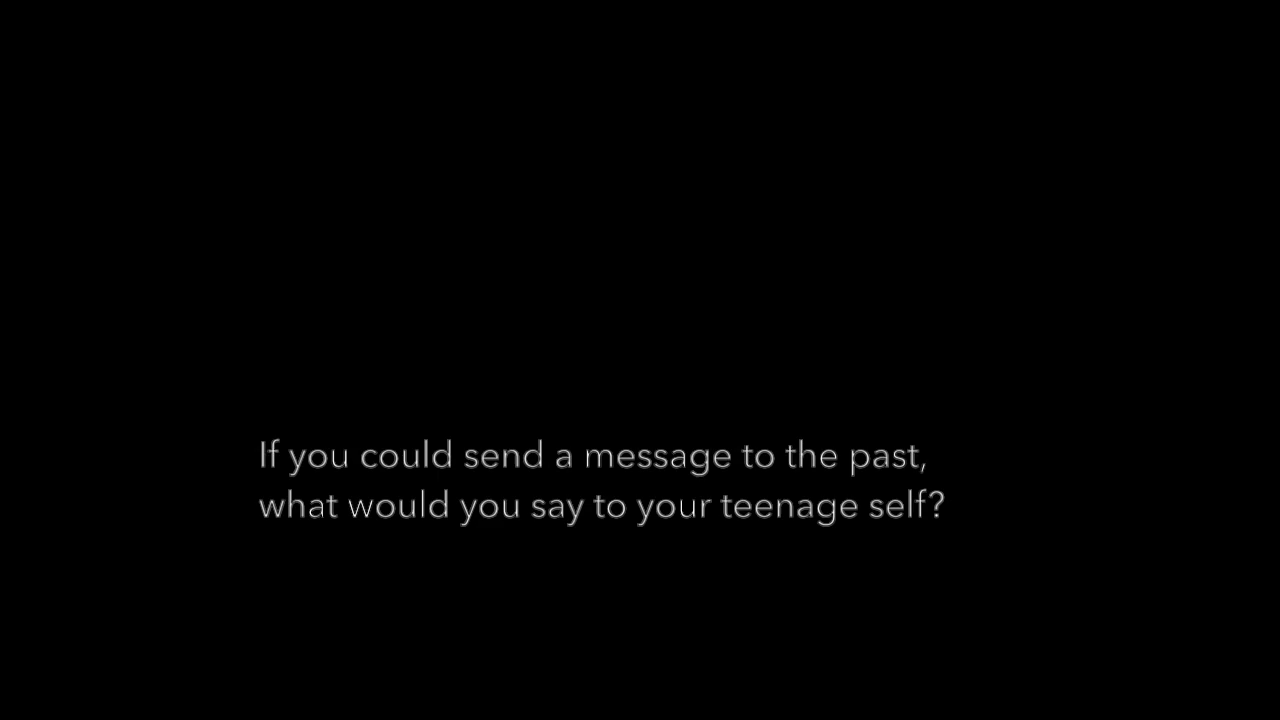 If you could send a message to the past,
what would you say to your teenage self?